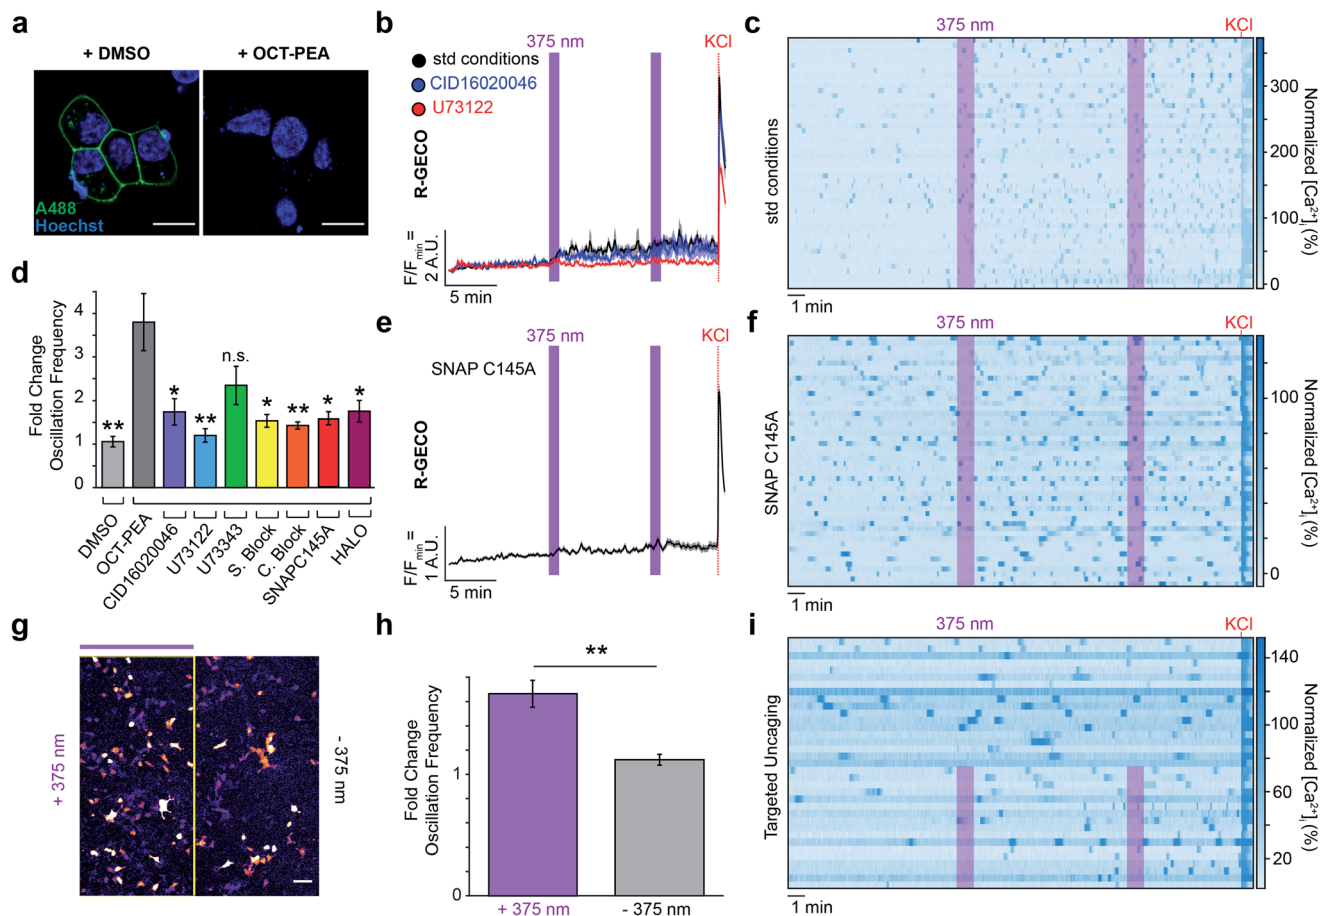 a
+ DMSO
+ OCT-PEA
A488
Hoechst
b
375 nm
KCl
std conditions
CID16020046
U73122
R-GECO
F/Fmin =
2 A.U.
5 min
c
375 nm
KCl
std conditions
300
200
100
0
Normalized [Ca2+]i (%)
1 min
d
Fold Change
Oscillation Frequency
4
3
2
1
0
**
*
**
n.s.
*
**
*
*
DMSO
OCT-PEA
CID16020046
U73122
U73343
S. Block
C. Block
SNAPC145A
HALO
e
375 nm
KCl
SNAP C145A
R-GECO
F/Fmin =
1 A.U.
5 min
f
375 nm
KCl
SNAP C145A
100
0
Normalized [Ca2+]i (%)
1 min
g
+ 375 nm
- 375 nm
h
**
Fold Change
Oscillation Frequency
1
0
+ 375 nm
- 375 nm
i
375 nm
KCl
Targeted Uncaging
140
100
60
20
Normalized [Ca2+]i (%)
1 min